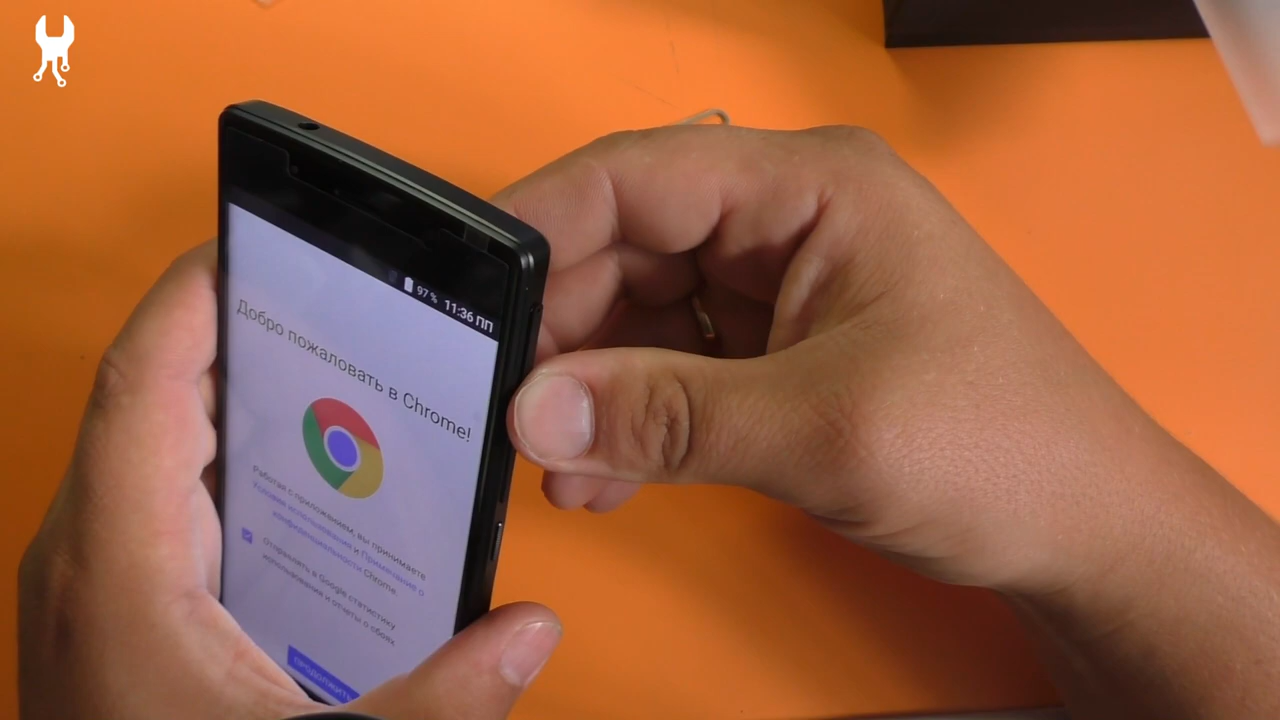 97 % 11:36 ПП
Добро пожаловать в Chrome!
Работая с приложением, вы принимаете
Условия использования и Примечание о
конфиденциальности Chrome.
Отправлять в Google статистику
использования и отчеты о сбоях
ПРОДОЛЖИТЬ